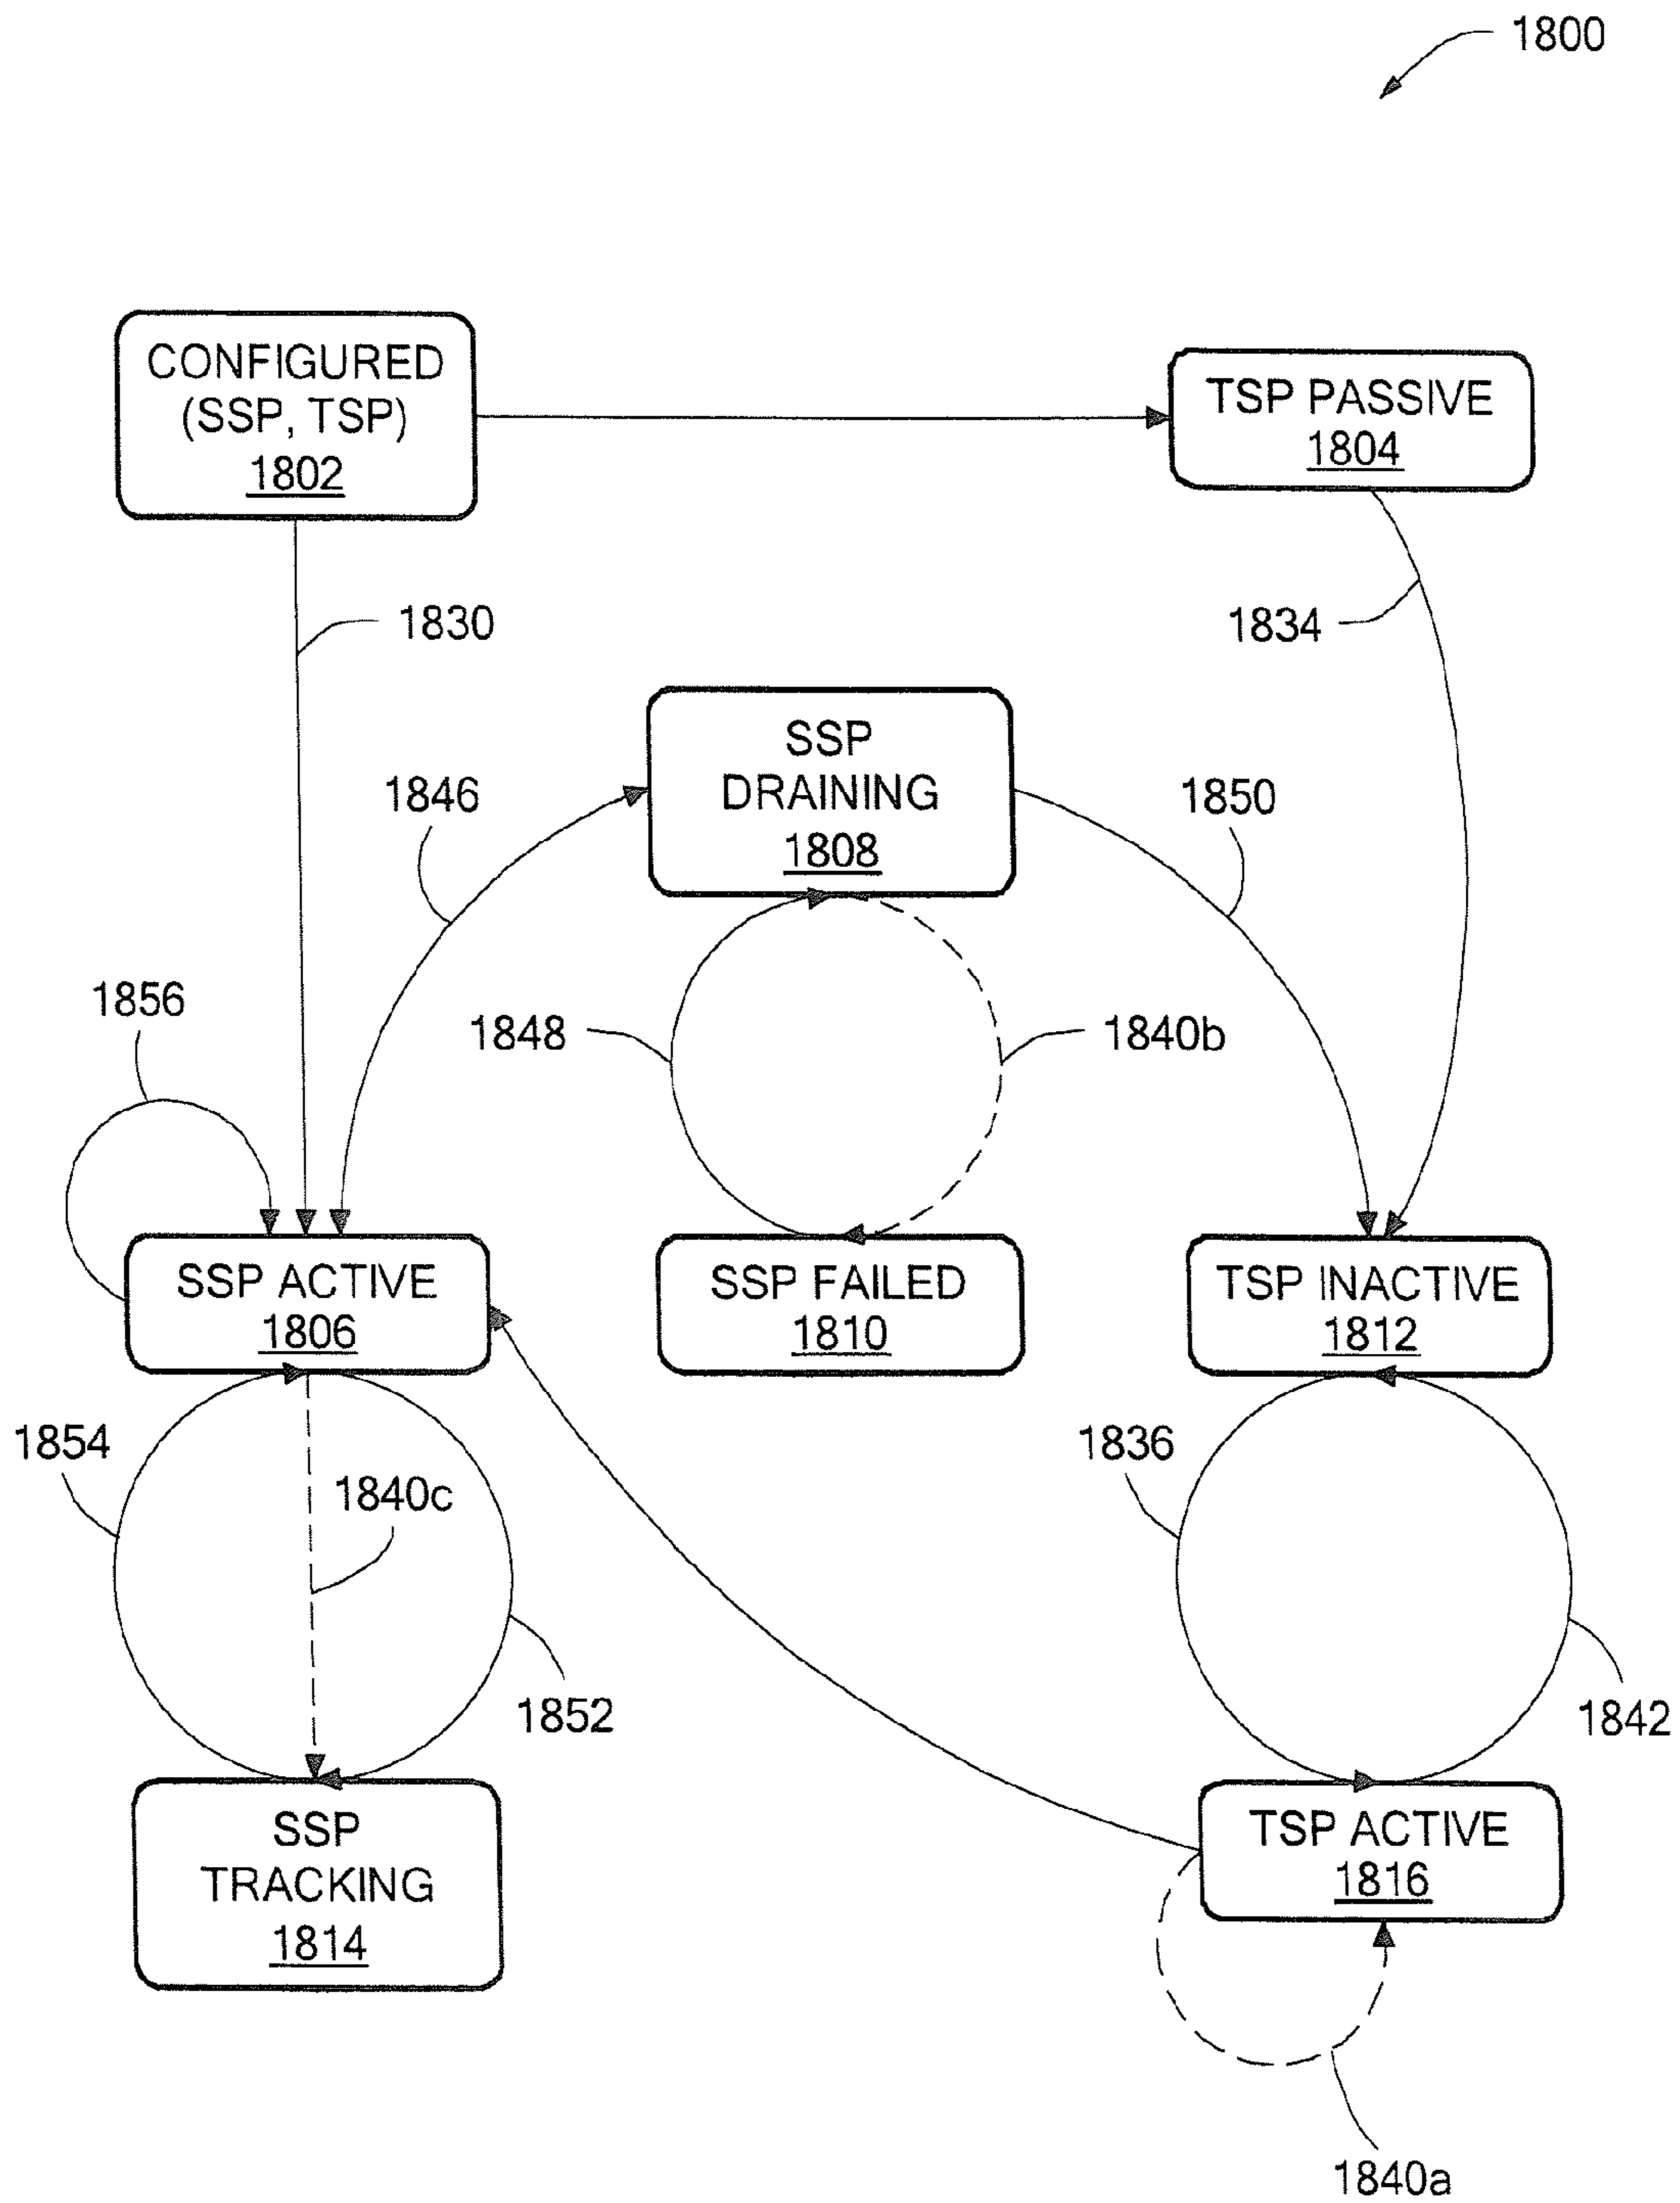 1800
CONFIGURED
(SSP, TSP)
1802
TSP PASSIVE
1804
1830
1834
SSP
DRAINING
1808
1846
1850
1856
1848
1840b
SSP ACTIVE
1806
SSP FAILED
1810
TSP INACTIVE
1812
1854
1840c
1836
1852
1842
SSP
TRACKING
1814
TSP ACTIVE
1816
1840a